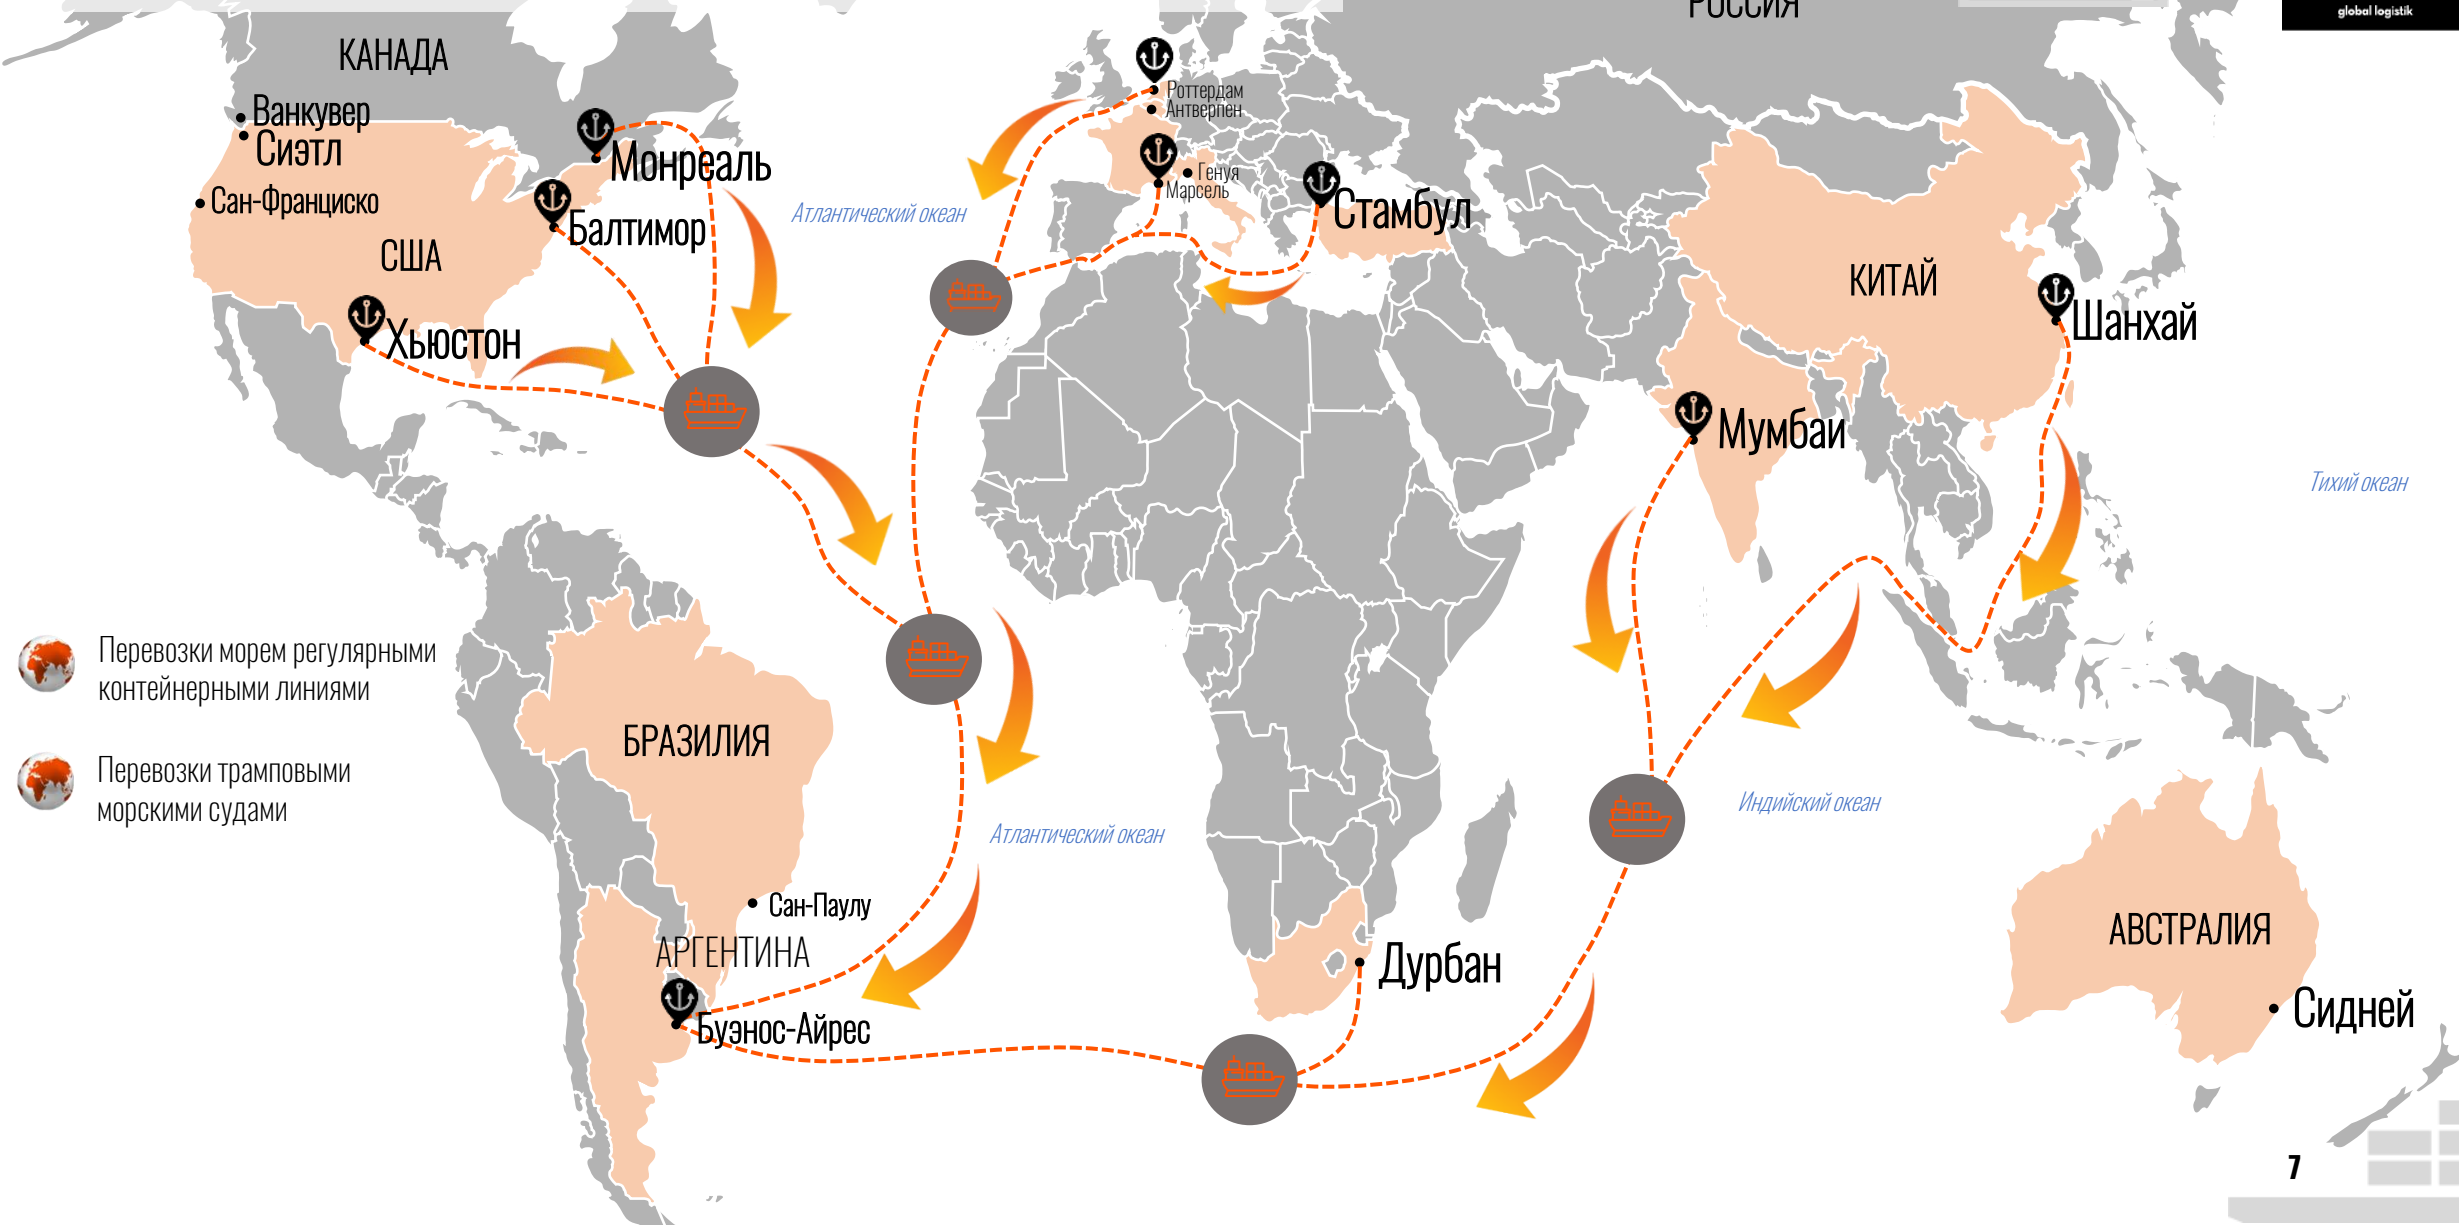 РОССИЯ
global logistik
КАНАДА
Ванкувер
Сиэтл
Сан-Франциско
США
Монреаль
Балтимор
Хьюстон
Атлантический океан
Роттердам
Антверпен
Генуя
Марсель
Стамбул
КИТАЙ
Шанхай
Мумбаи
Тихий океан
Перевозки морем регулярными
контейнерными линиями
Перевозки трамповыми
морскими судами
БРАЗИЛИЯ
Атлантический океан
Индийский океан
Сан-Паулу
АРГЕНТИНА
Буэнос-Айрес
Дурбан
АВСТРАЛИЯ
Сидней
7